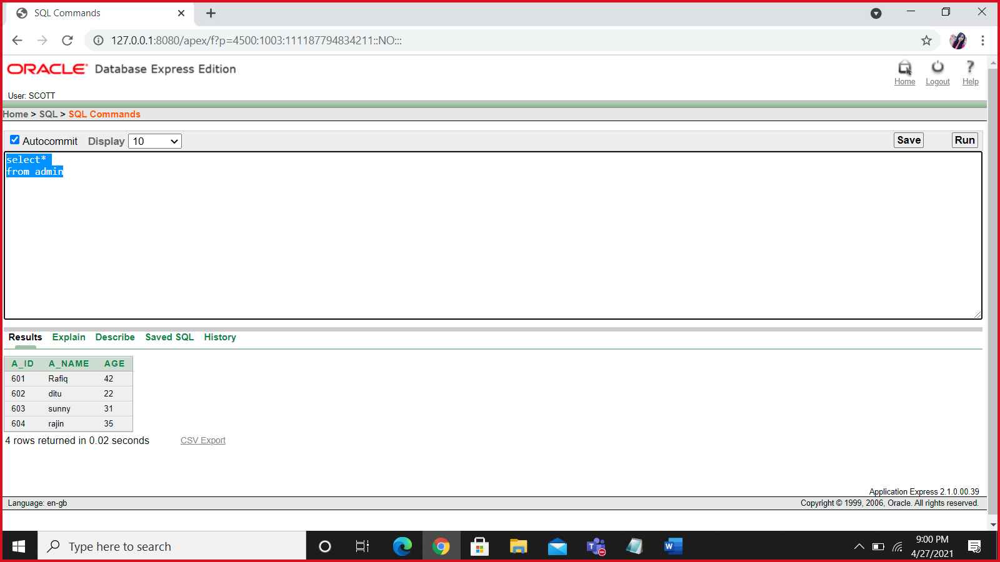 SQL Commands
127.0.0.1:8080/apex/f?p=4500:1003:111187794834211::NO:::
ORACLE Database Express Edition
Home Logout Help
User: SCOTT
Home > SQL > SQL Commands
Autocommit Display 10 Save Run
select*
from admin
Results Explain Describe Saved SQL History
A_ID A_NAME AGE
601 Rafiq 42
602 ditu 22
603 sunny 31
604 rajin 35
4 rows returned in 0.02 seconds CSV Export
Application Express 2.1.0.00.39
Language: en-gb Copyright © 1999, 2006, Oracle. All rights reserved.
Type here to search
9:00 PM
4/27/2021